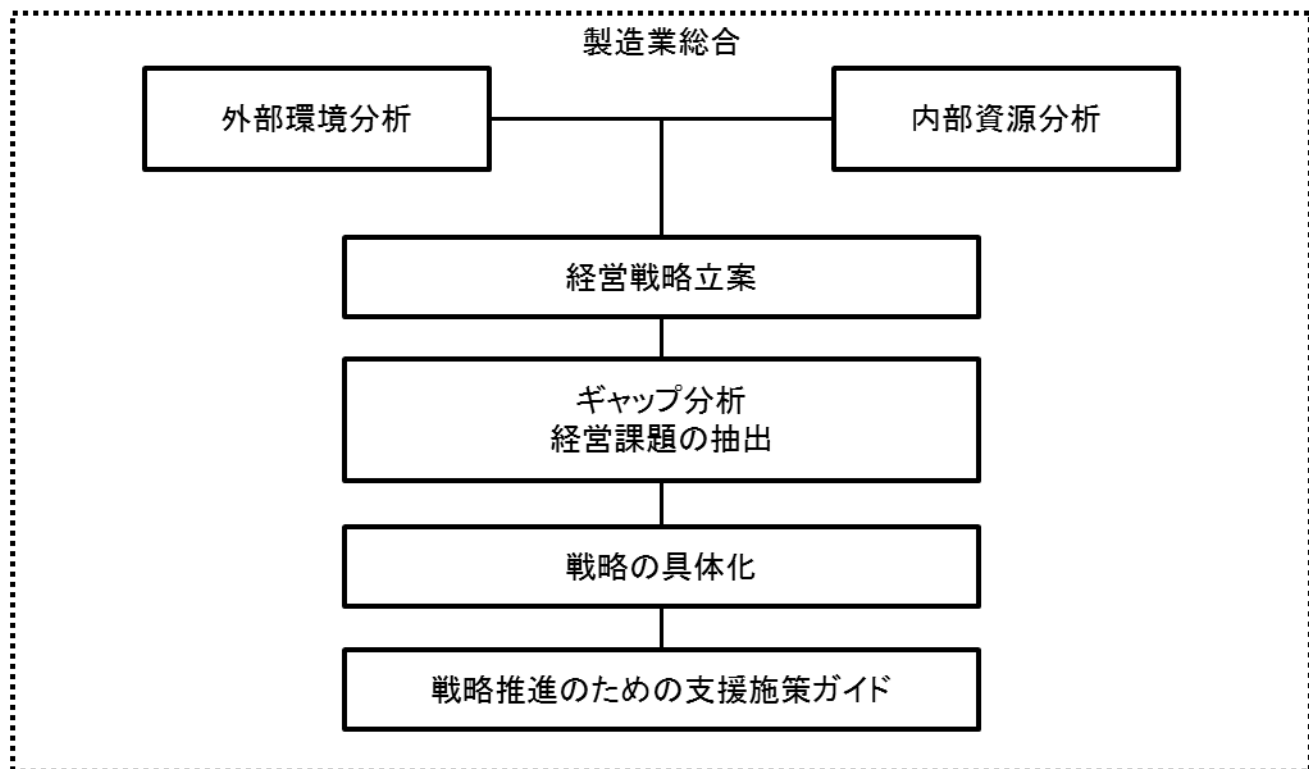 製造業総合
外部環境分析
内部資源分析
経営戦略立案
ギャップ分析
経営課題の抽出
戦略の具体化
戦略推進のための支援施策ガイド